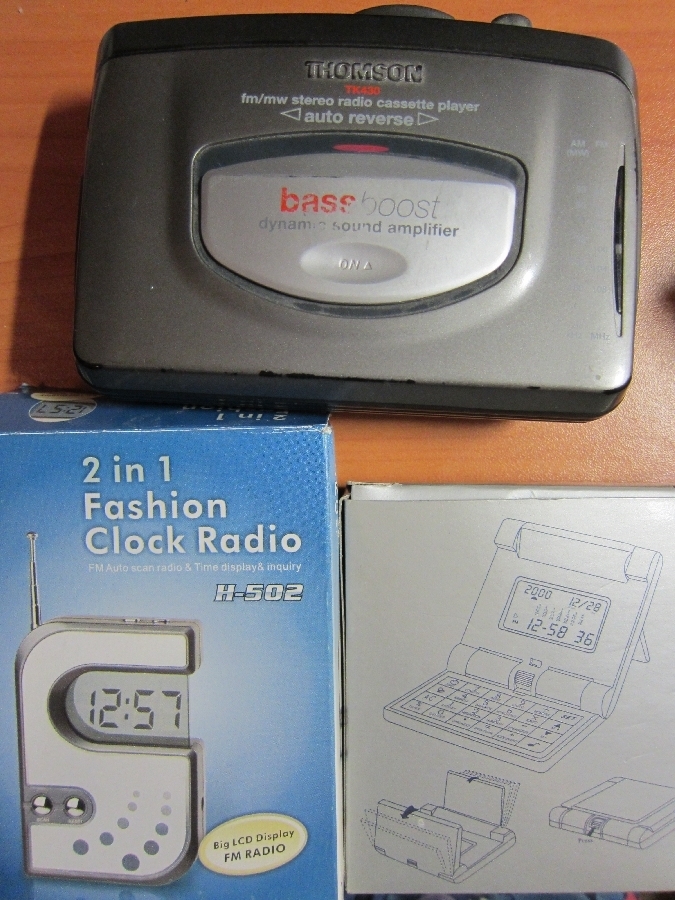 THOMSON
TK430
fm/mw stereo radio cassette player
auto reverse
AM FM
bass boost
dynamic sound amplifier
ON
MHz
2 in 1
Fashion
Clock Radio
FM Auto scan radio & Time display& inquiry
H-502
12:57
Big LCD Display
FM RADIO
2000 12/28
12-58 36